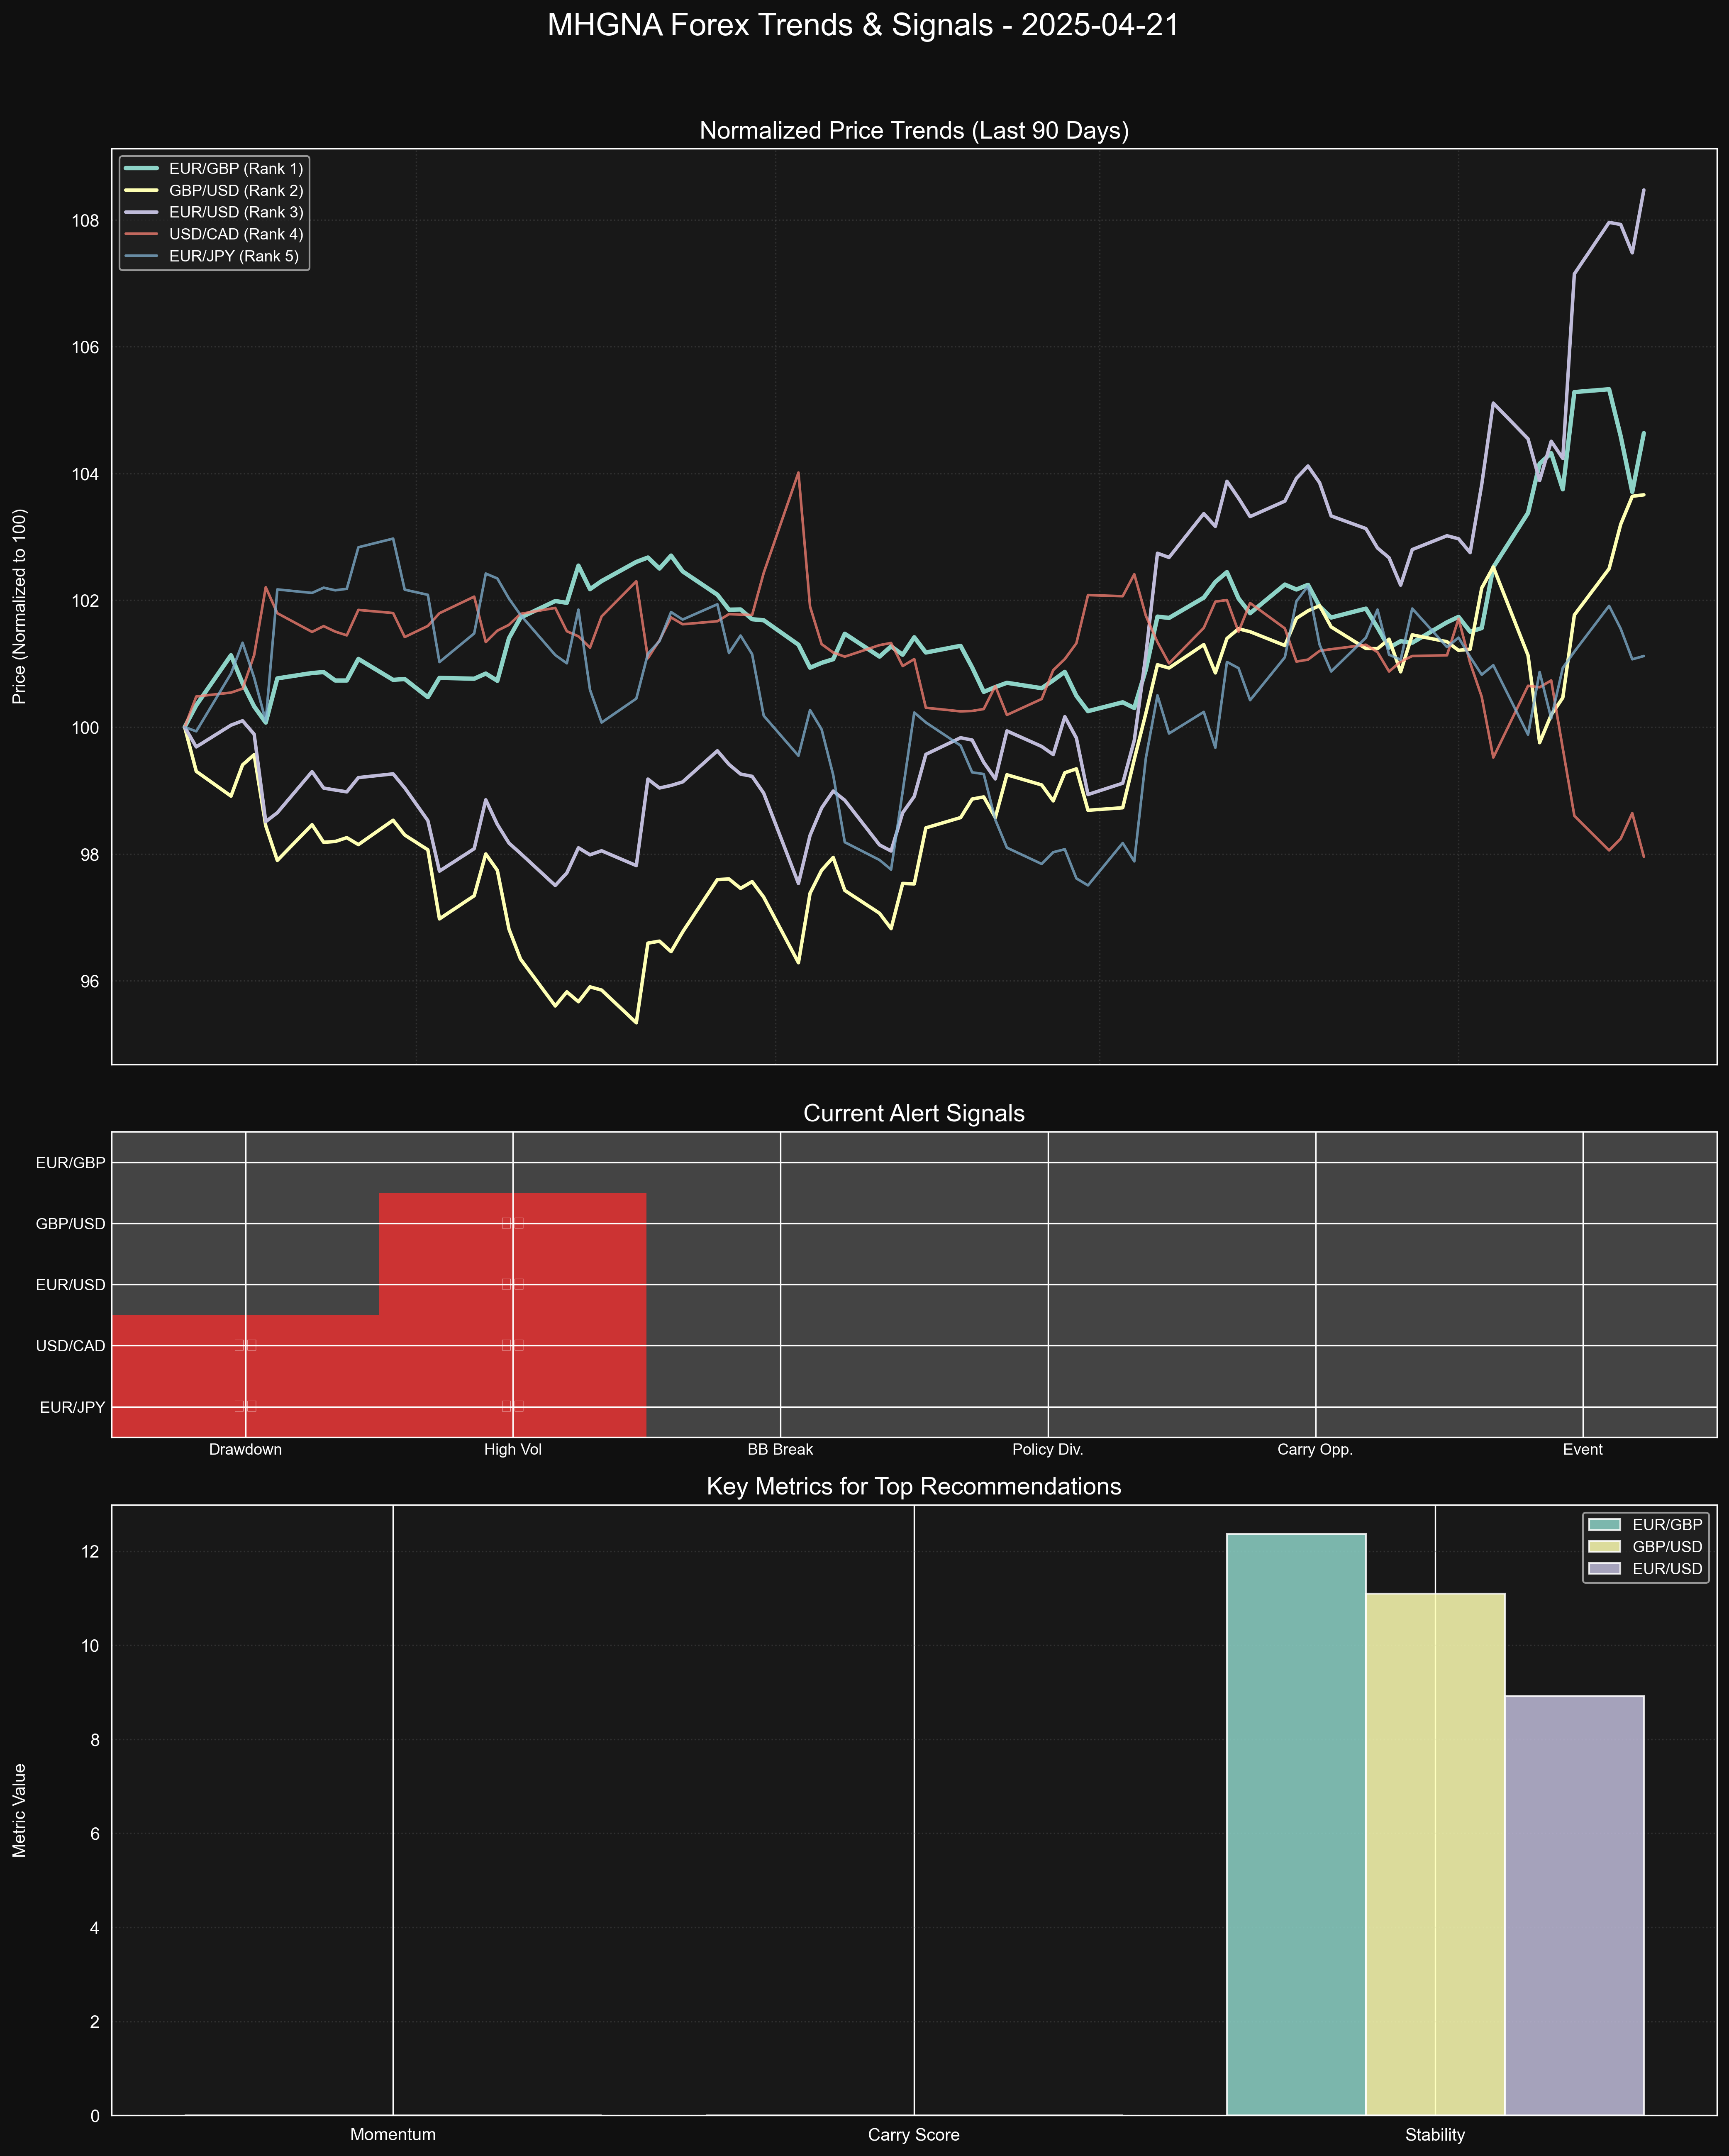 MHGNA Forex Trends & Signals - 2025-04-21
Normalized Price Trends (Last 90 Days)
EUR/GBP (Rank 1)
GBP/USD (Rank 2)
EUR/USD (Rank 3)
USD/CAD (Rank 4)
EUR/JPY (Rank 5)
108
106
104
102
100
98
96
Price (Normalized to 100)
Current Alert Signals
EUR/GBP
GBP/USD
EUR/USD
USD/CAD
EUR/JPY
Drawdown
High Vol
BB Break
Policy Div.
Carry Opp.
Event
Key Metrics for Top Recommendations
EUR/GBP
GBP/USD
EUR/USD
12
10
8
6
4
2
0
Metric Value
Momentum
Carry Score
Stability